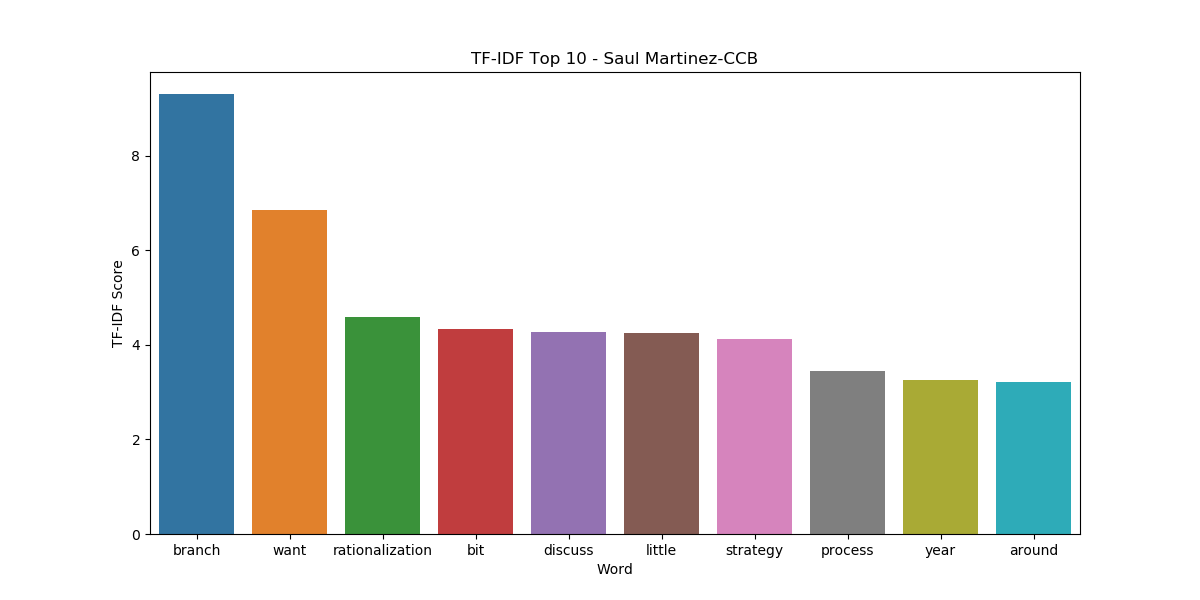 TF-IDF Top 10 - Saul Martinez-CCB
TF-IDF Score
8
6
4
2
0
branch want rationalization bit discuss little strategy process year around
Word